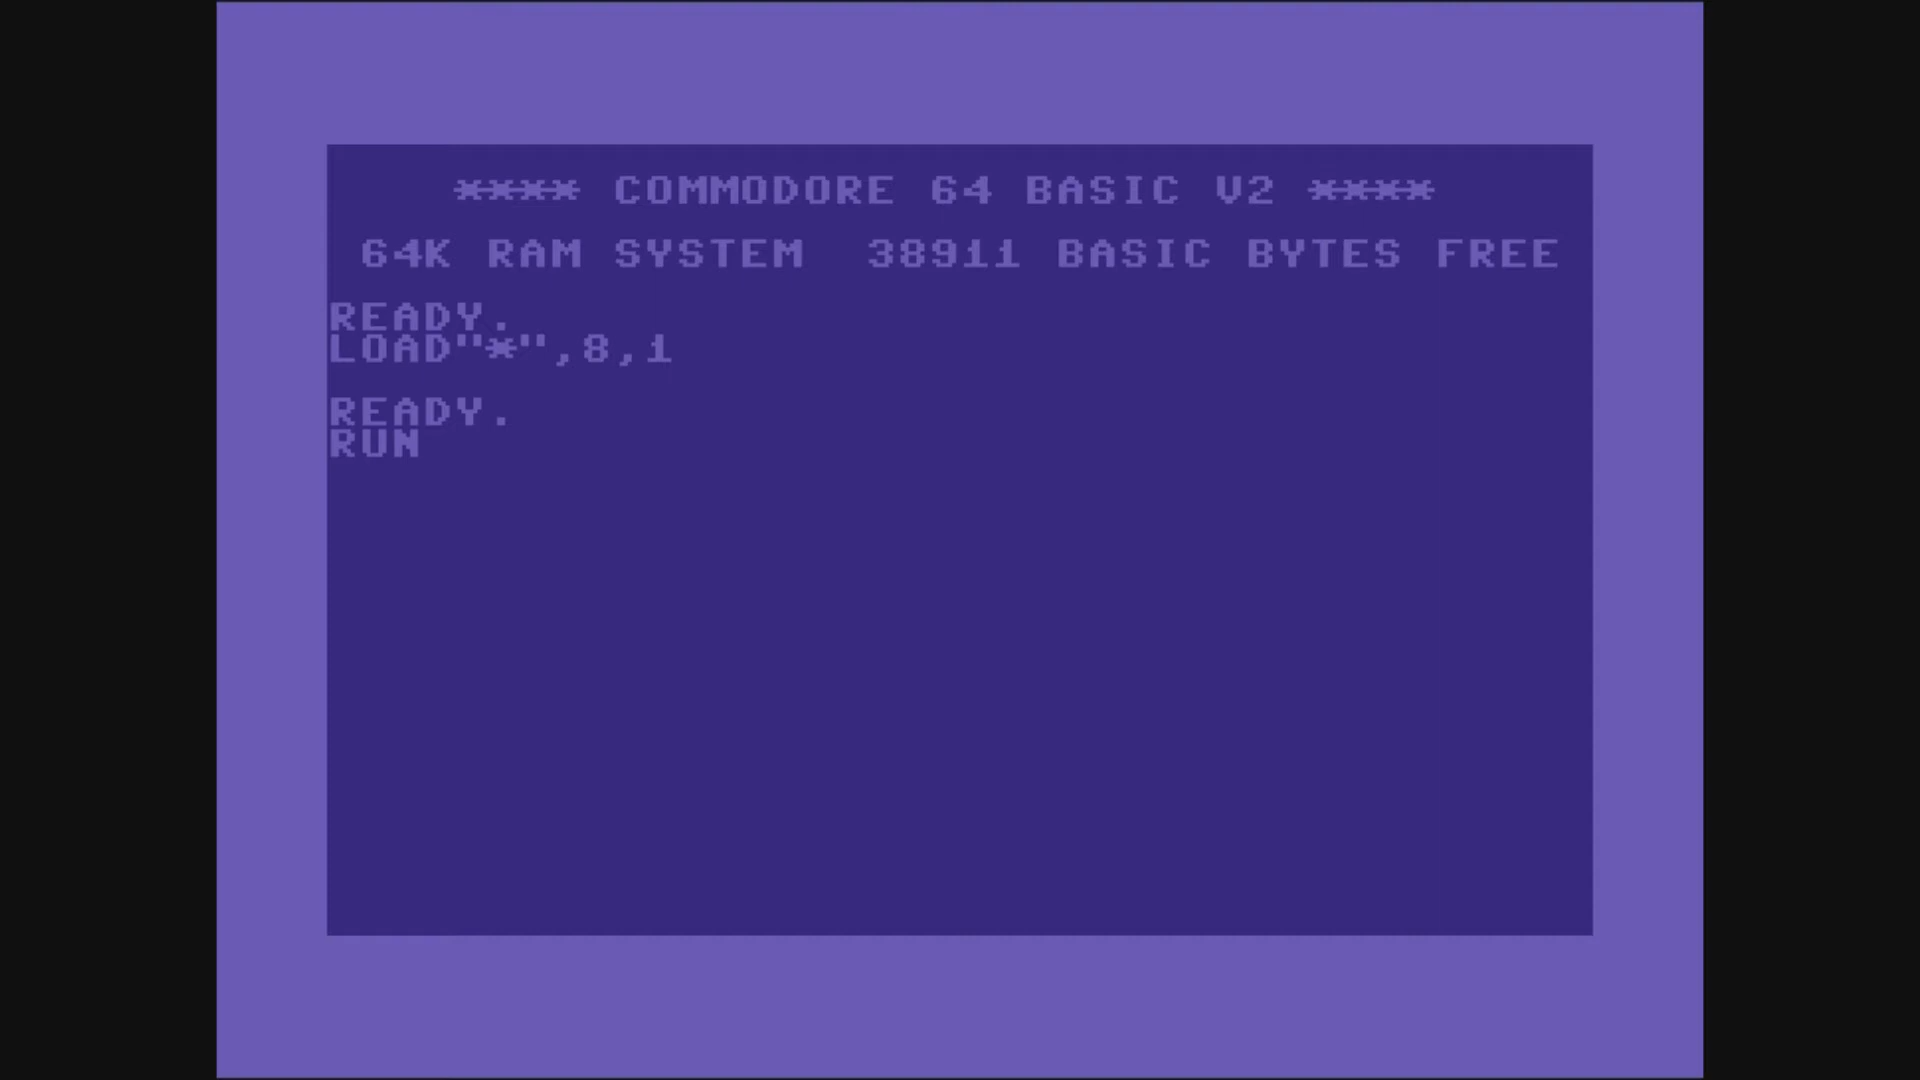 **** COMMODORE 64 BASIC V2 ****
64K RAM SYSTEM  38911 BASIC BYTES FREE
READY.
LOAD"*",8,1
READY.
RUN